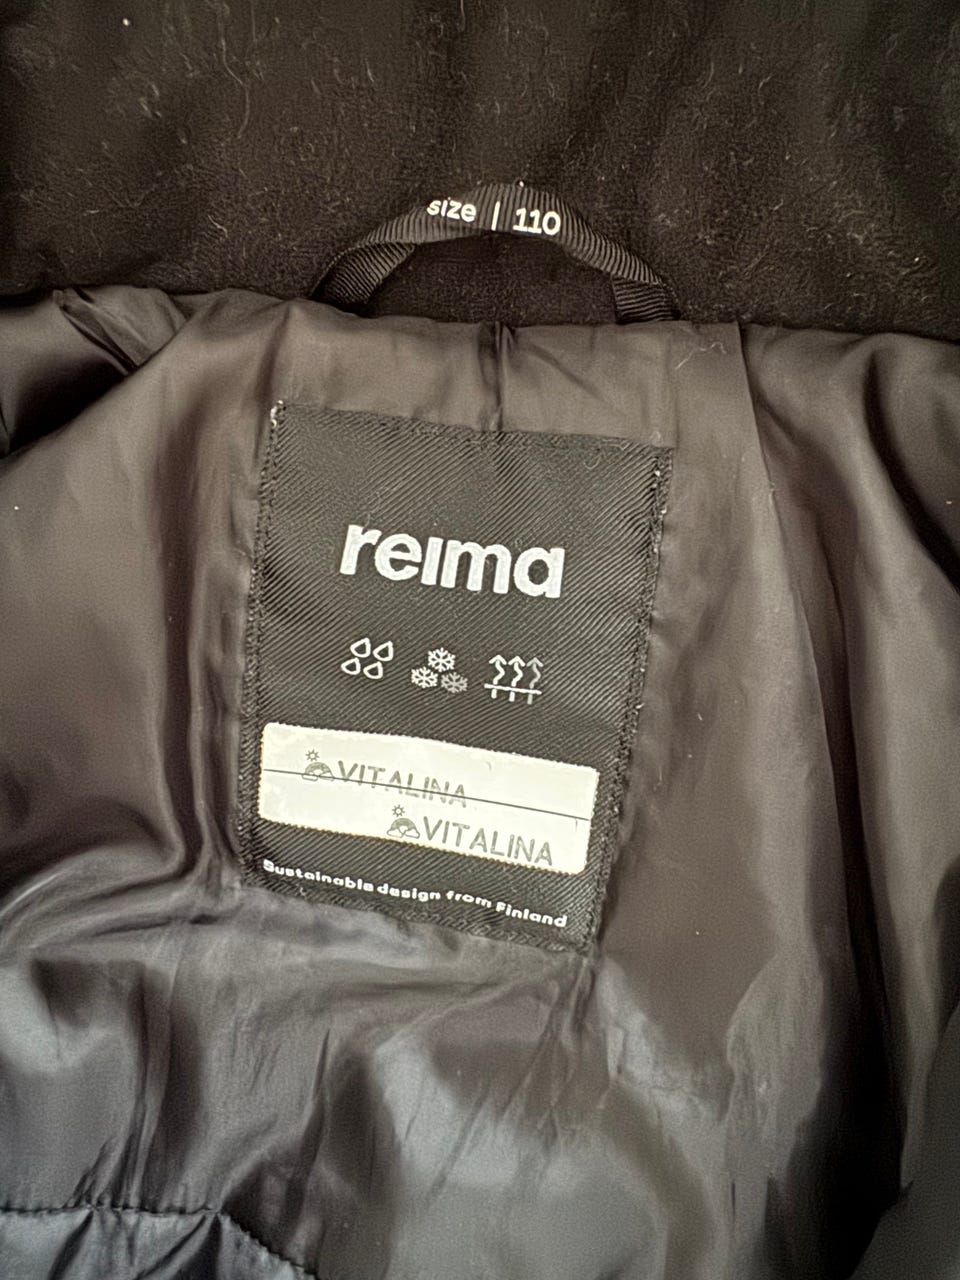 size | 110
reima
VITALINA
VITALINA
Sustainable design from Finland